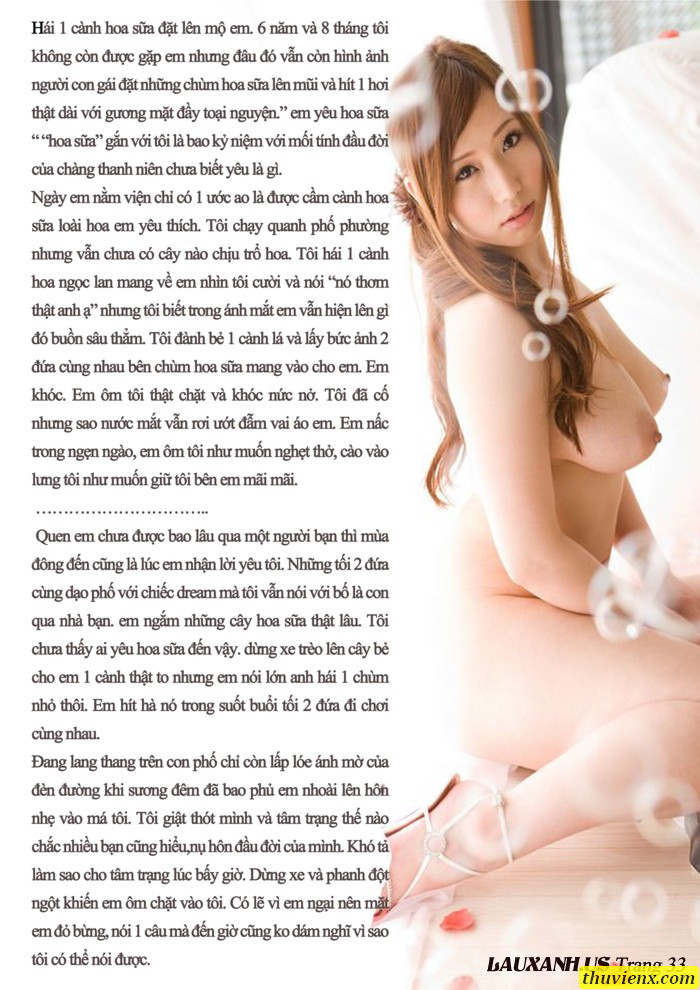 Hái 1 cành hoa sữa đặt lên mộ em. 6 năm và 8 tháng tôi
không còn được gặp em nhưng đâu đó vẫn còn hình ảnh
người con gái đặt những chùm hoa sữa lên mũi và hít 1 hơi
thật dài với gương mặt đầy toại nguyện.” em yêu hoa sữa
“ “hoa sữa” gắn với tôi là bao kỷ niệm với mối tính đầu đời
của chàng thanh niên chưa biết yêu là gì.
Ngày em nằm viện chỉ có 1 ước ao là được cầm cành hoa
sữa loài hoa em yêu thích. Tôi chạy quanh phố phường
nhưng vẫn chưa có cây nào chịu trổ hoa. Tôi hái 1 cành
hoa ngọc lan mang về em nhìn tôi cười và nói “nó thơm
thật anh ạ” nhưng tôi biết trong ánh mắt em vẫn hiện lên gì
đó buồn sâu thẳm. Tôi đành bẻ 1 cành lá và lấy bức ảnh 2
đứa cùng nhau bên chùm hoa sữa mang vào cho em. Em
khóc. Em ôm tôi thật chặt và khóc nức nở. Tôi đã cố
nhưng sao nước mắt vẫn rơi ướt đẫm vai áo em. Em nấc
trong ngẹn ngào, em ôm tôi như muốn nghẹt thở, cào vào
lưng tôi như muốn giữ tôi bên em mãi mãi.
…………………………..
Quen em chưa được bao lâu qua một người bạn thì mùa
đông đến cũng là lúc em nhận lời yêu tôi. Những tối 2 đứa
cùng dạo phố với chiếc dream mà tôi vẫn nói với bố là con
qua nhà bạn. em ngắm những cây hoa sữa thật lâu. Tôi
chưa thấy ai yêu hoa sữa đến vậy. dừng xe trèo lên cây bẻ
cho em 1 cành thật to nhưng em nói lớn anh hái 1 chùm
nhỏ thôi. Em hít hà nó trong suốt buổi tối 2 đứa đi chơi
cùng nhau.
Đang lang thang trên con phố chỉ còn lấp lóe ánh mờ của
đèn đường khi sương đêm đã bao phủ em nhoài lên hôn
nhẹ vào má tôi. Tôi giật thót mình và tâm trạng thế nào
chắc nhiều bạn cũng hiểu,nụ hôn đầu đời của mình. Khó tả
làm sao cho tâm trạng lúc bấy giờ. Dừng xe và phanh đột
ngột khiến em ôm chặt vào tôi. Có lẽ vì em ngại nên mặt
em đỏ bừng, nói 1 câu mà đến giờ cũng ko dám nghĩ vì sao
tôi có thể nói được.
LAUXANH.US Trang 33
thuvienx.com